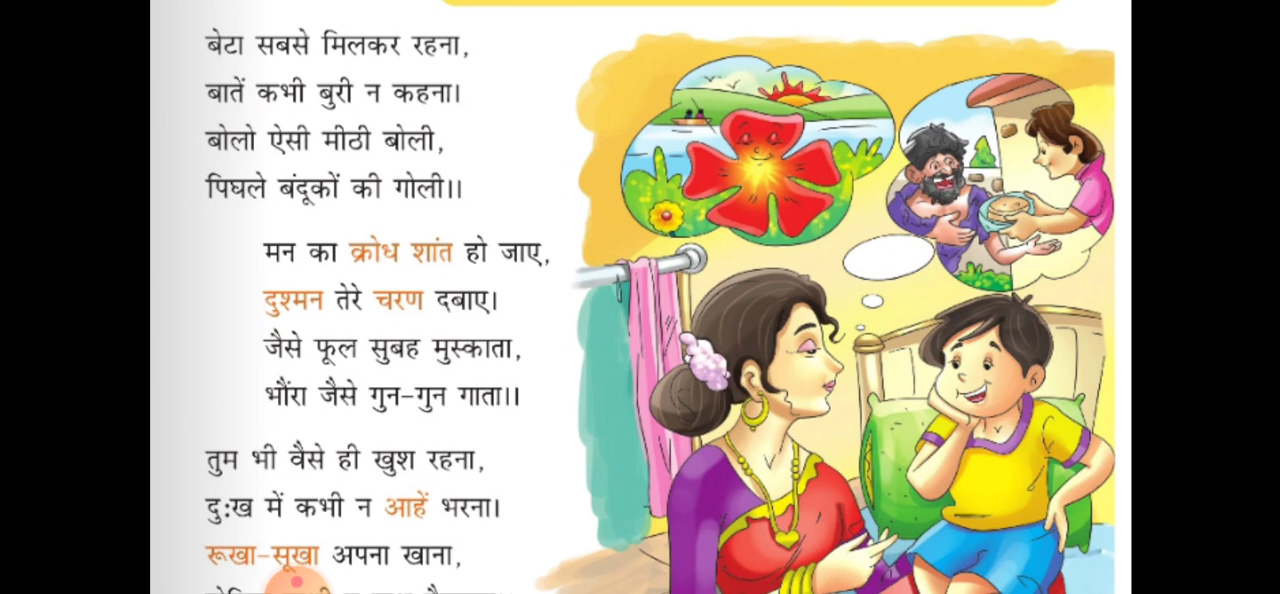 बेटा सबसे मिलकर रहना,
बातें कभी बुरी न कहना।
बोलो ऐसी मीठी बोली,
पिघले बंदूकों की गोली।।
मन का क्रोध शांत हो जाए,
दुश्मन तेरे चरण दबाए।
जैसे फूल सुबह मुस्काता,
भौंरा जैसे गुन-गुन गाता।।
तुम भी वैसे ही खुश रहना,
दुःख में कभी न आहें भरना।
रूखा-सूखा अपना खाना,